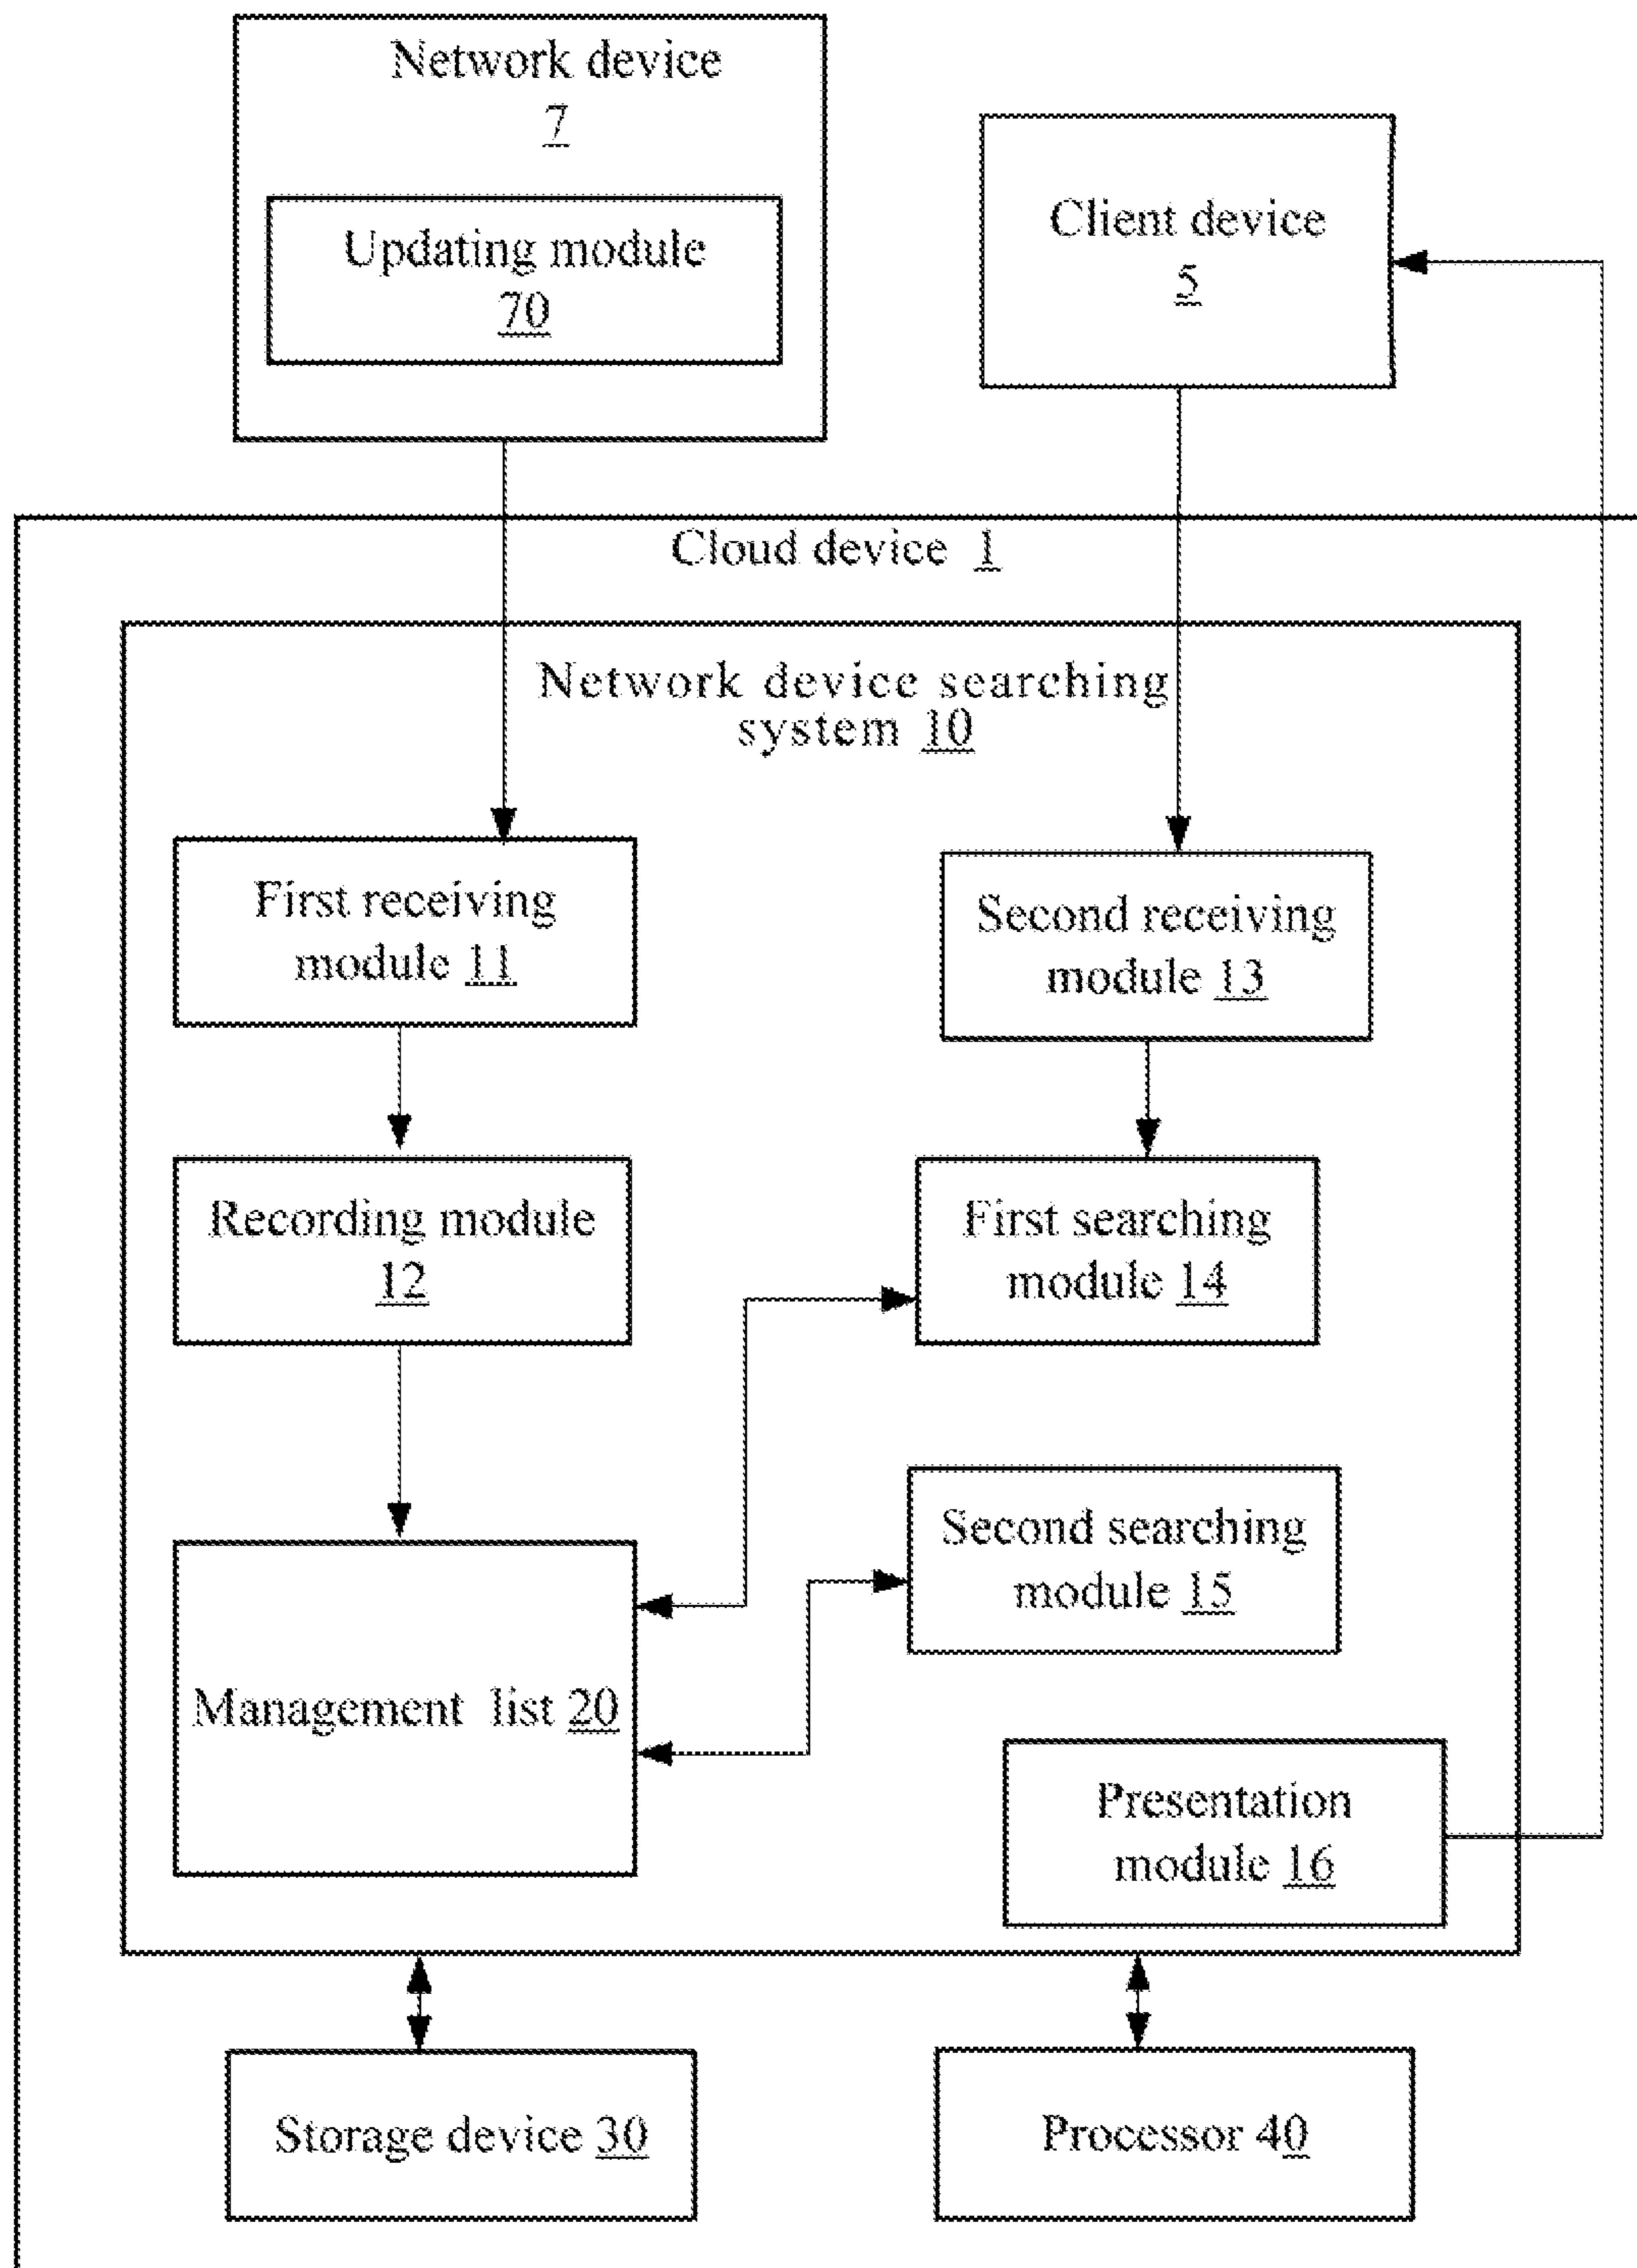 Network device
7
Updating module
70
Client device
5
Cloud device 1
Network device searching
system 10
First receiving
module 11
Second receiving
module 13
Recording module
12
First searching
module 14
Second searching
module 15
Management list 20
Presentation
module 16
Storage device 30
Processor 40